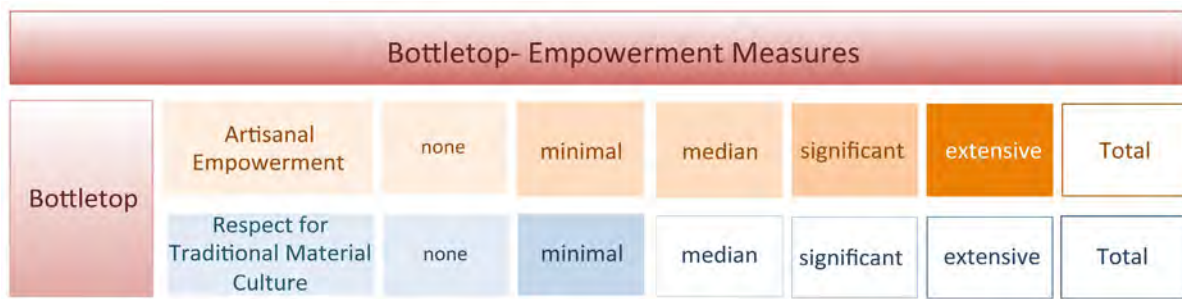 Bottletop- Empowerment Measures
Bottletop
Artisanal
Empowerment
none
minimal
median
significant
extensive
Total
Respect for
Traditional Material
Culture
none
minimal
median
significant
extensive
Total